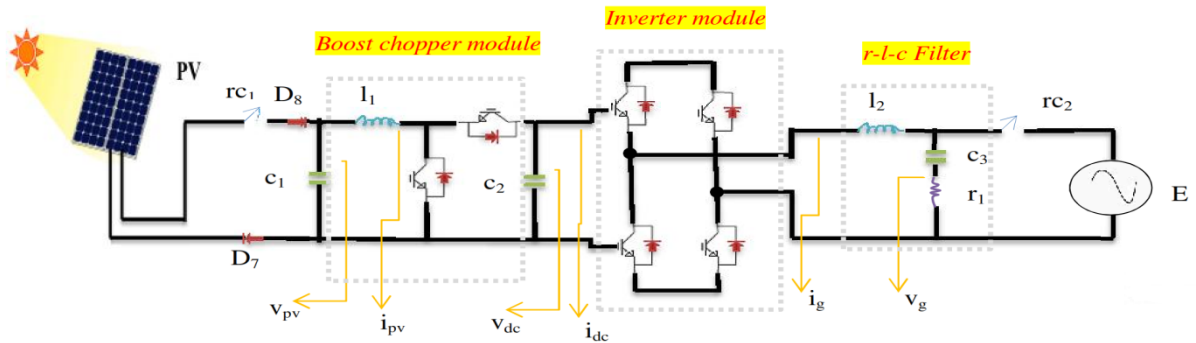 Inverter module
Boost chopper module
r-l-c Filter
PV
rc1
D8
l1
l2
rc2
c1
c2
c3
r1
E
D7
vpv
ipv
vdc
idc
ig
vg